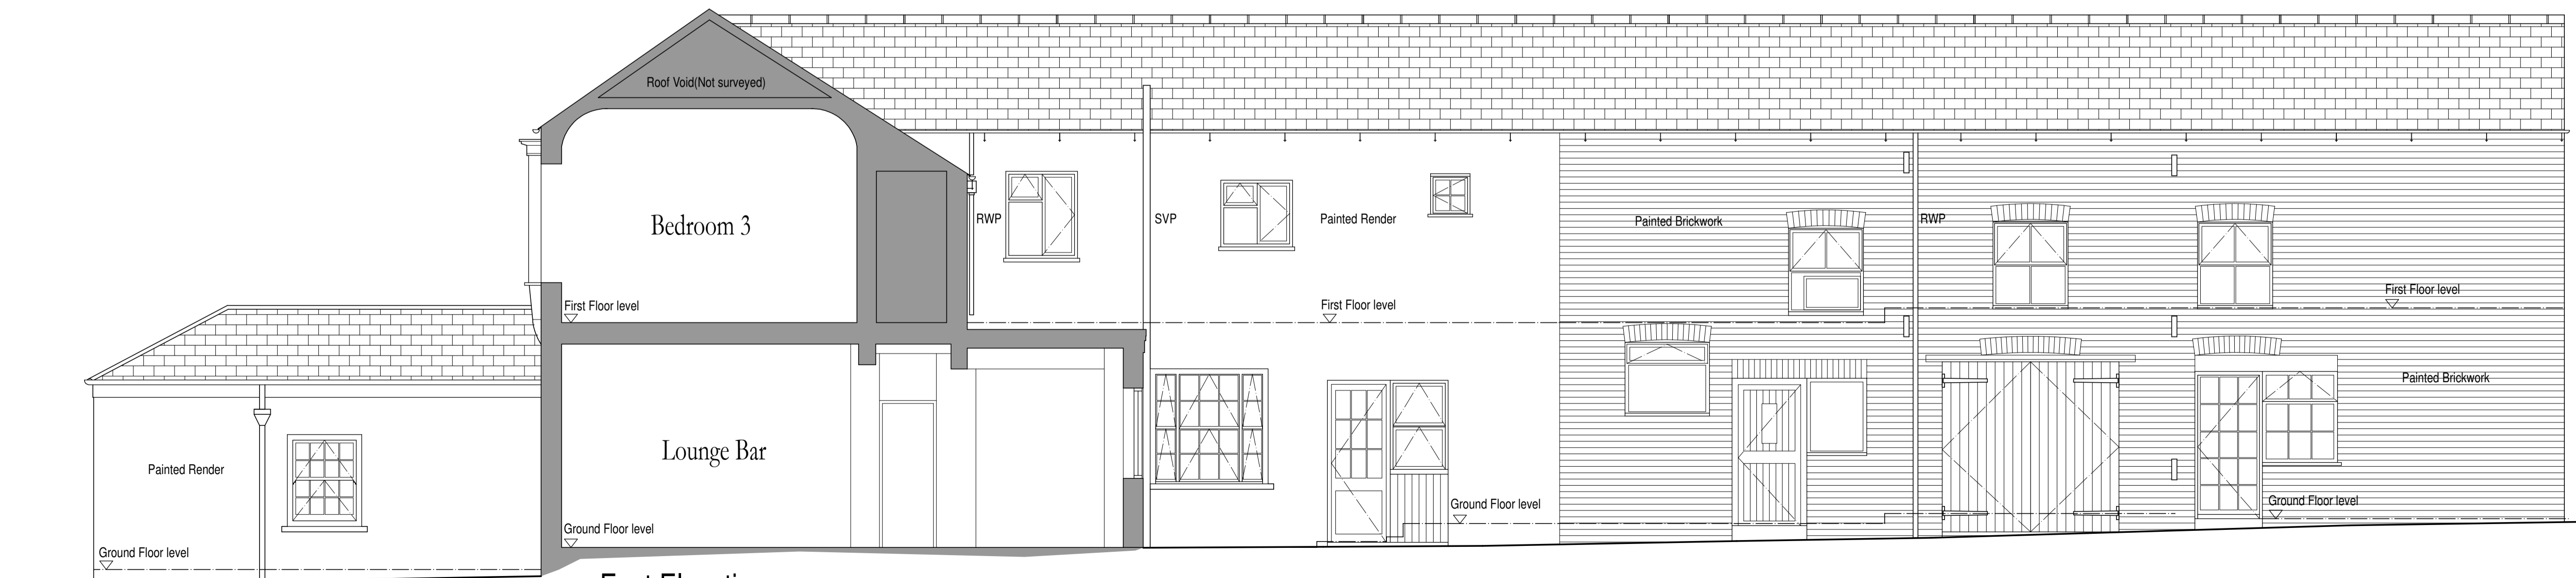 Roof Void(Not surveyed)
Bedroom 3
RWP
SVP
Painted Render
Painted Brickwork
RWP
First Floor level
First Floor level
First Floor level
Painted Brickwork
Lounge Bar
Painted Render
Ground Floor level
Ground Floor level
Ground Floor level
Ground Floor level